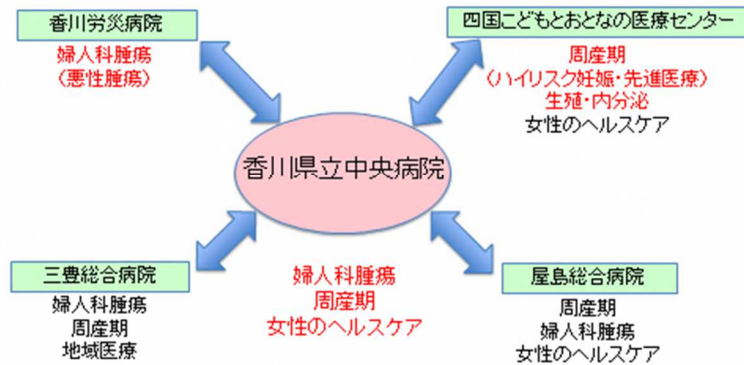 香川労災病院
婦人科腫瘍
(悪性腫瘍)
四国こどもとおとなの医療センター
周産期
(ハイリスク妊娠・先進医療)
生殖・内分泌
女性のヘルスケア
香川県立中央病院
婦人科腫瘍
周産期
女性のヘルスケア
三豊総合病院
婦人科腫瘍
周産期
地域医療
屋島総合病院
周産期
婦人科腫瘍
女性のヘルスケア